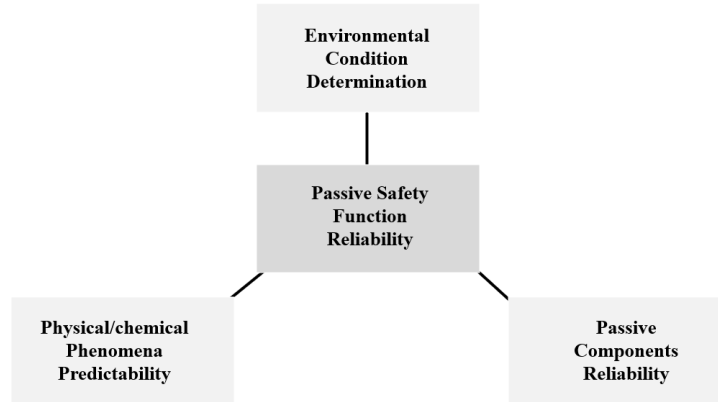 Environmental
Condition
Determination
Passive Safety
Function
Reliability
Physical/chemical
Phenomena
Predictability
Passive
Components
Reliability